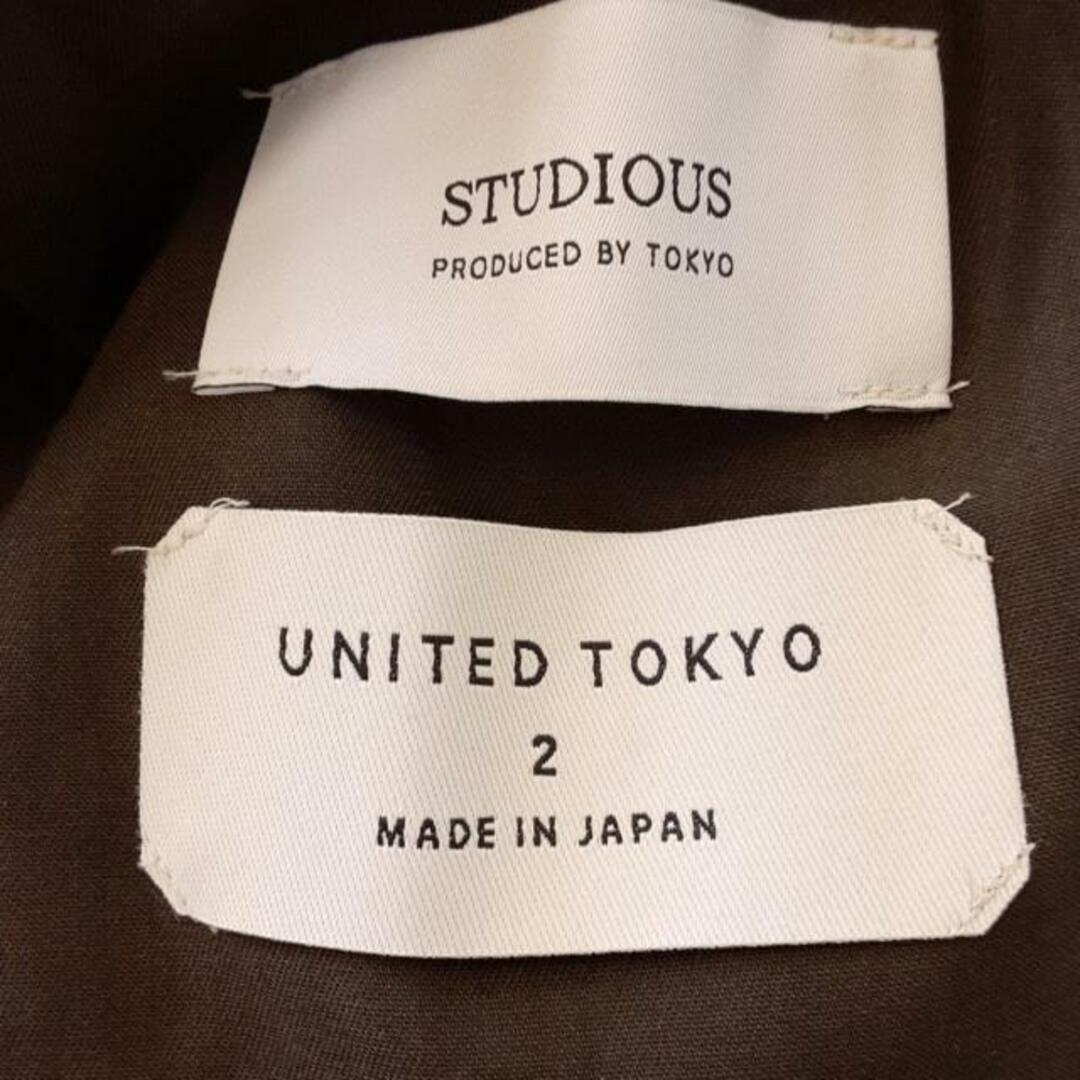 STUDIOUS
PRODUCED BY TOKYO
UNITED TOKYO
2
MADE IN JAPAN